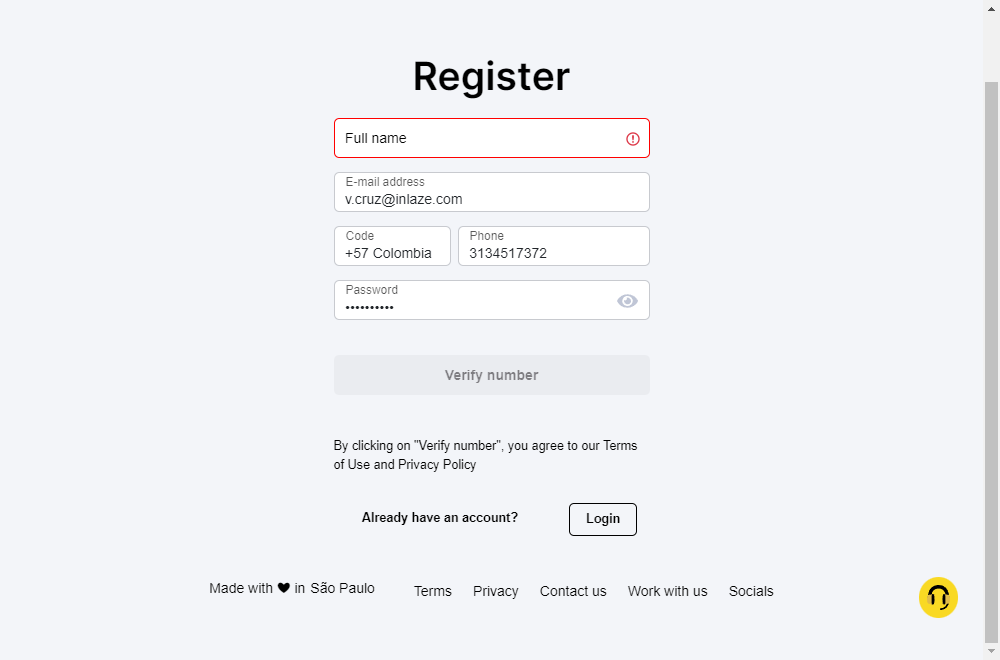 Register
Full name
E-mail address
v.cruz@inlaze.com
Code
+57 Colombia
Phone
3134517372
Password
••••••••••
Verify number
By clicking on "Verify number", you agree to our Terms
of Use and Privacy Policy
Already have an account?
Login
Made with ❤ in São Paulo
Terms
Privacy
Contact us
Work with us
Socials